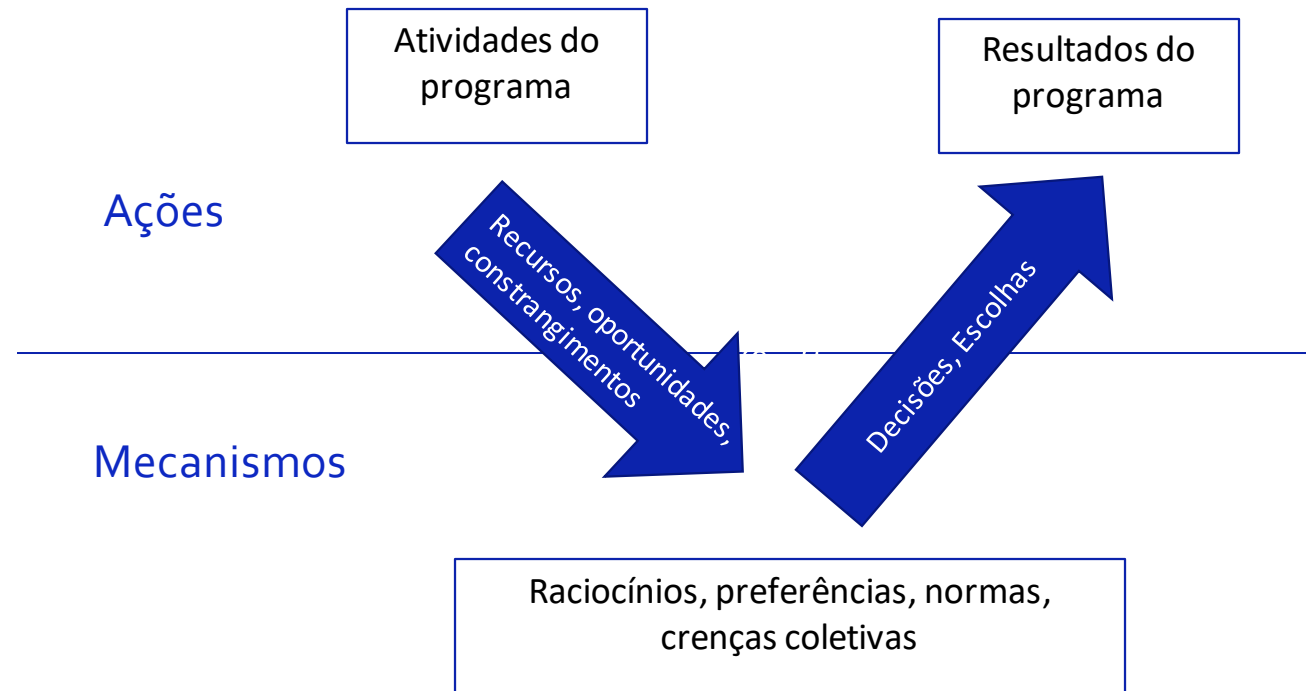 Atividades do
programa
Resultados do
programa
Ações
Recursos, oportunidades,
constrangimentos
Decisões, Escolhas
Mecanismos
Raciocínios, preferências, normas,
crenças coletivas